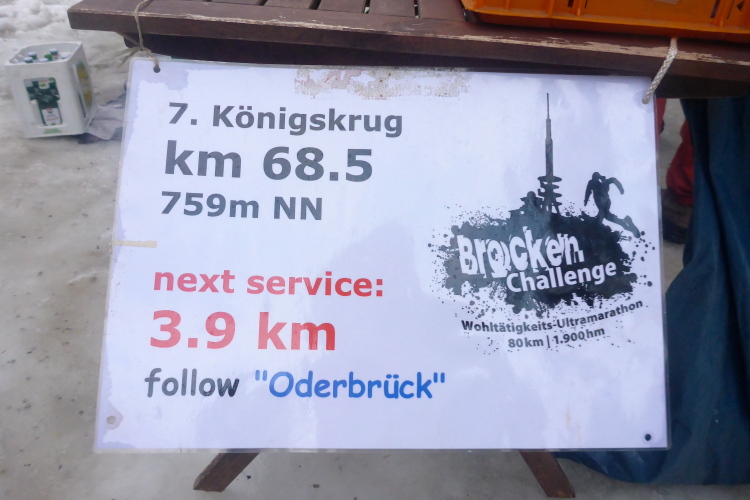 7. Königskrug
km 68.5
759m NN
next service:
3.9 km
follow "Oderbrück"
Brocken
Challenge
Wohltätigkeits-Ultramarathon
80km | 1.900hm